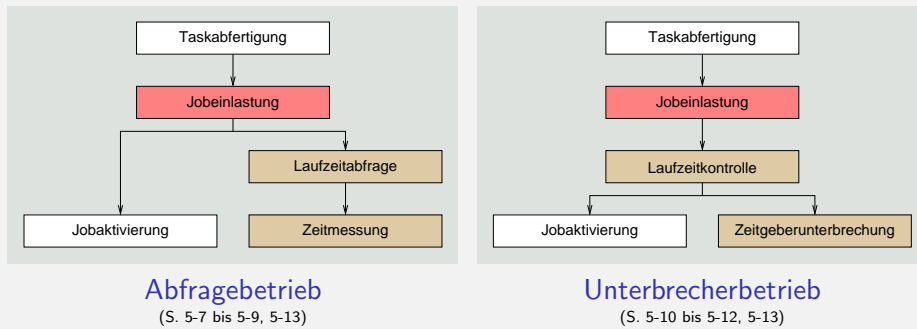 Taskabfertigung
Jobeinlastung
Laufzeitabfrage
Jobaktivierung
Zeitmessung
Abfragebetrieb
(S. 5-7 bis 5-9, 5-13)
Taskabfertigung
Jobeinlastung
Laufzeitkontrolle
Jobaktivierung
Zeitgeberunterbrechung
Unterbrecherbetrieb
(S. 5-10 bis 5-12, 5-13)